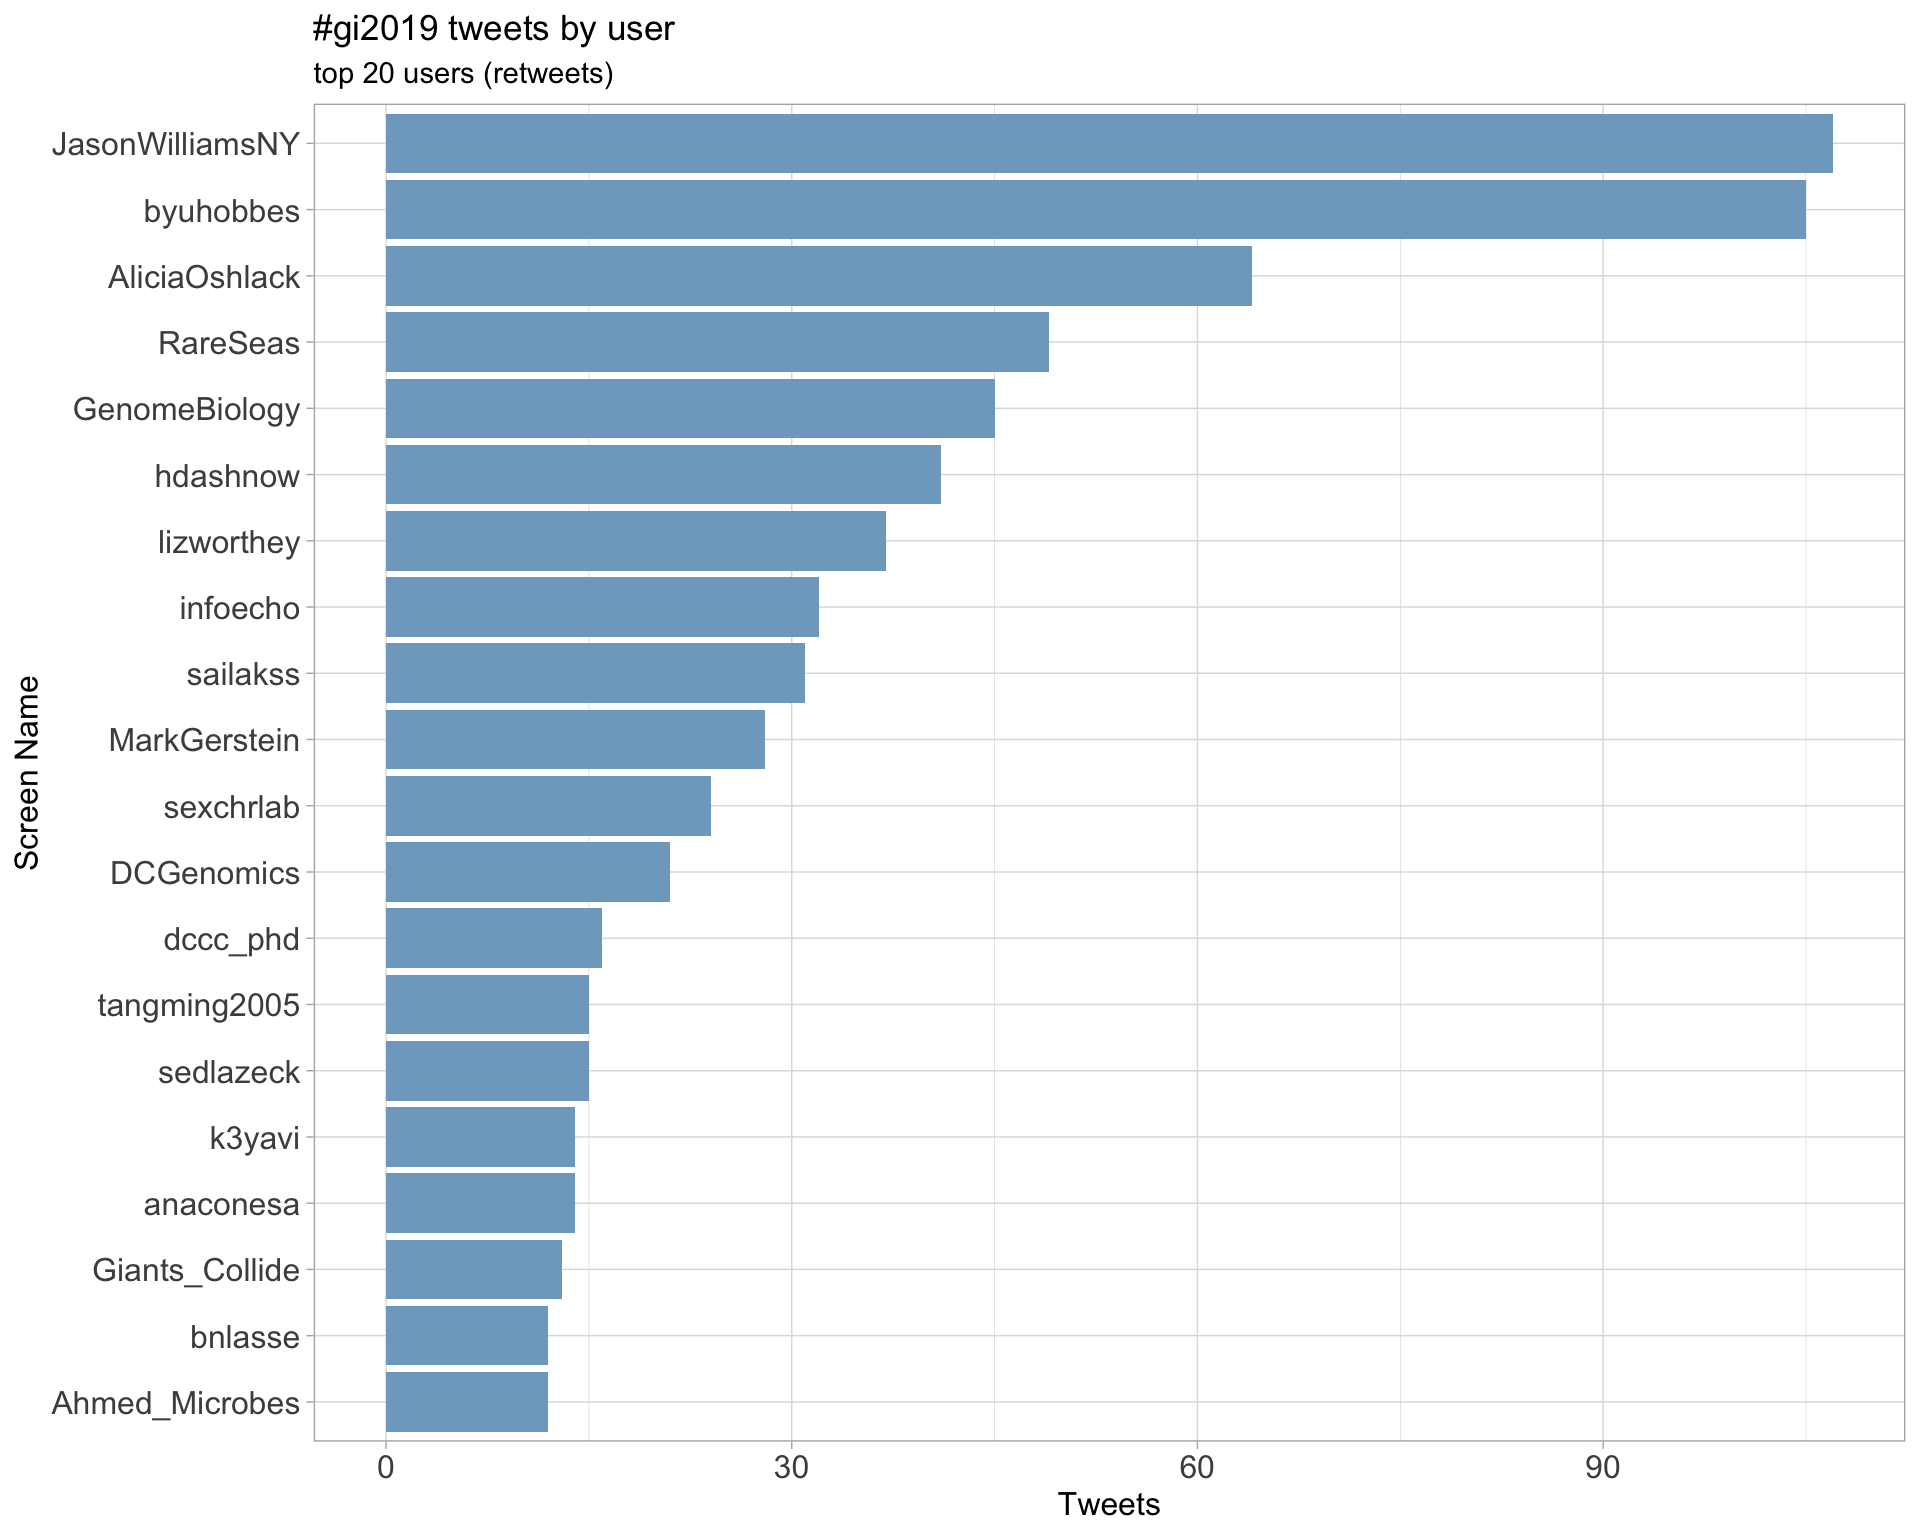 #gi2019 tweets by user
top 20 users (retweets)
JasonWilliamsNY
byuhobbes
AliciaOshlack
RareSeas
GenomeBiology
hdashnow
lizworthey
infoecho
sailakss
MarkGerstein
sexchrlab
DCGenomics
dccc_phd
tangming2005
sedlazeck
k3yavi
anaconesa
Giants_Collide
bnlasse
Ahmed_Microbes
Screen Name
0 30 60 90
Tweets